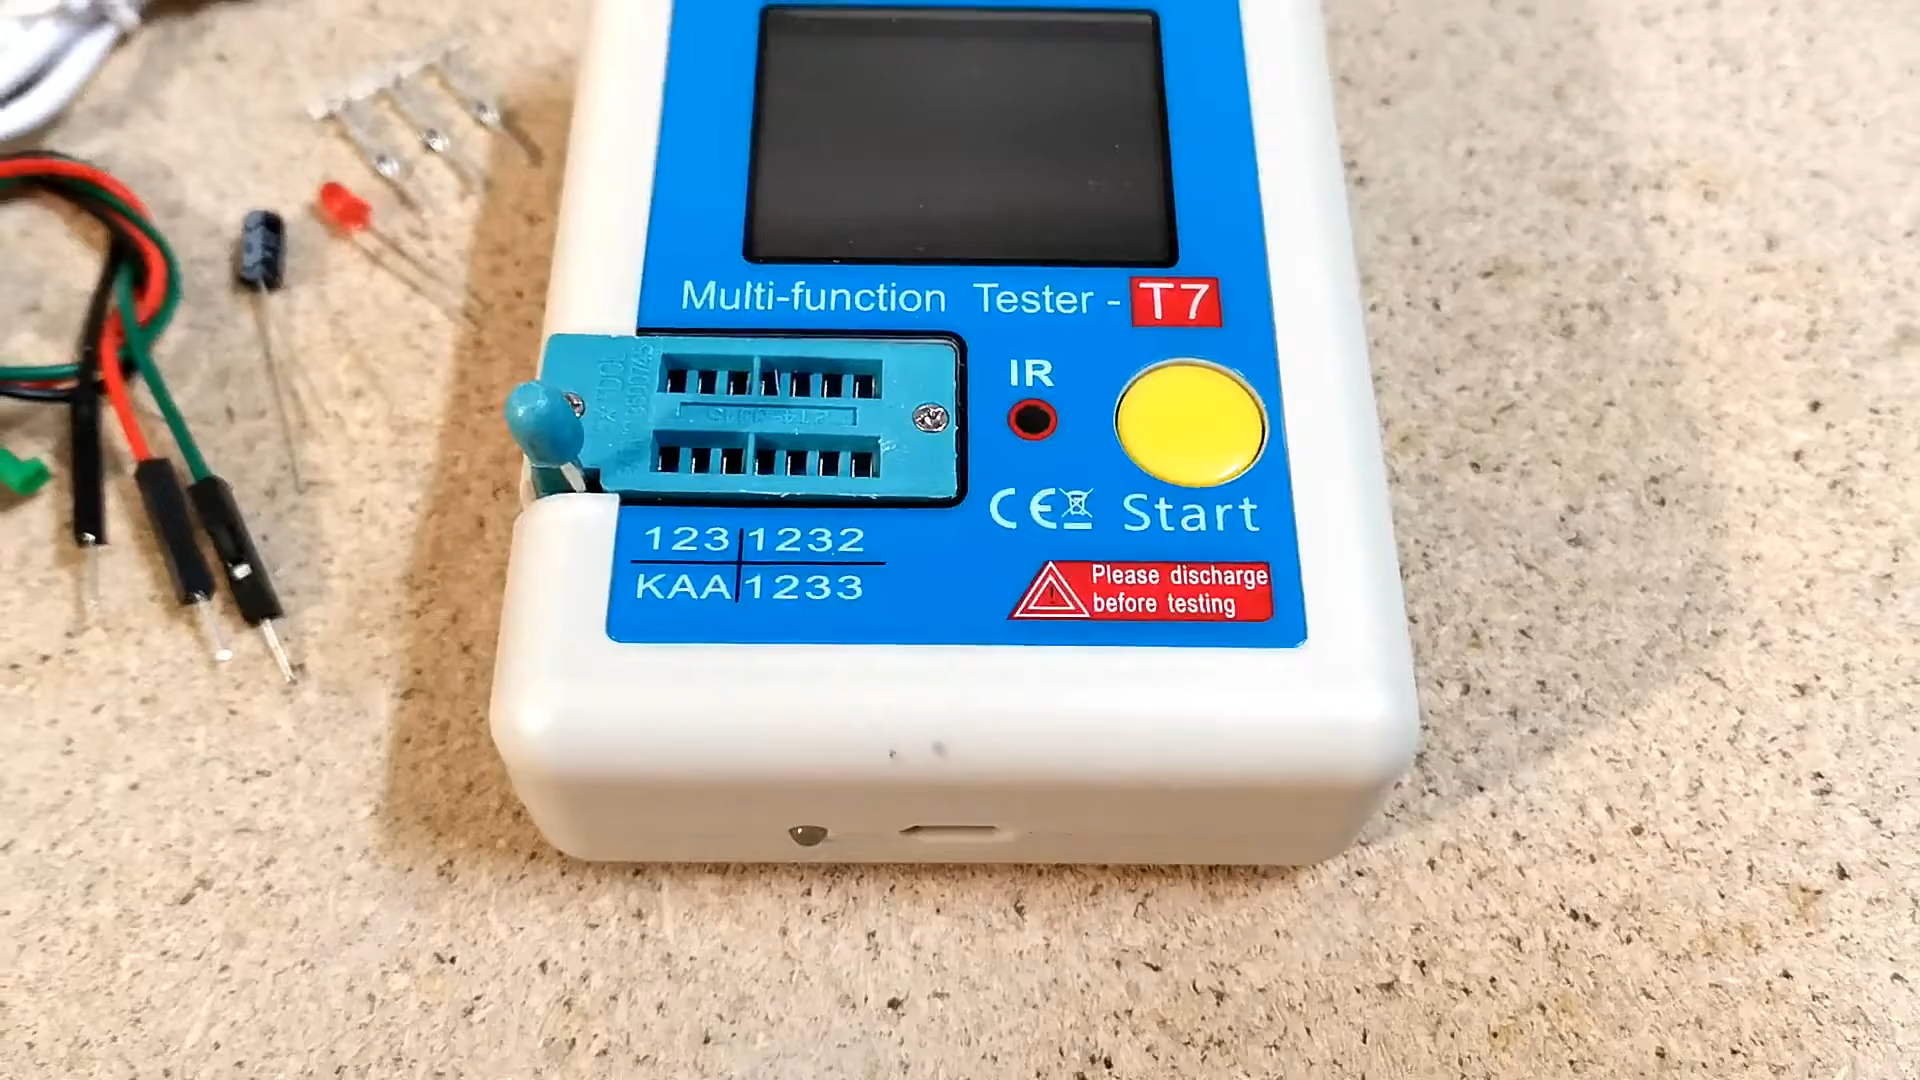 Multi-function Tester - T7
IR
CE
Start
123 1232
KAA 1233
Please discharge
before testing